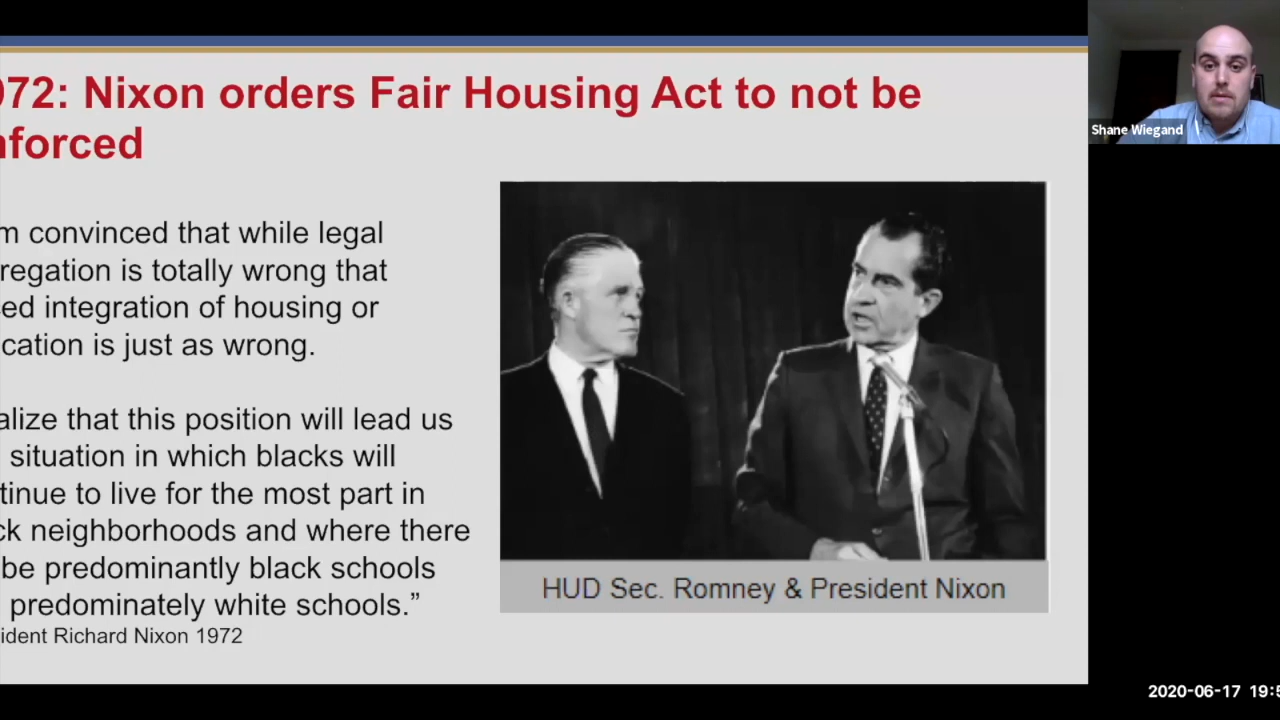 972: Nixon orders Fair Housing Act to not be
nforced
m convinced that while legal
regation is totally wrong that
ed integration of housing or
cation is just as wrong.
alize that this position will lead us
situation in which blacks will
tinue to live for the most part in
ck neighborhoods and where there
be predominantly black schools
predominately white schools.”
ident Richard Nixon 1972
HUD Sec. Romney & President Nixon
Shane Wiegand
2020-06-17 19:5